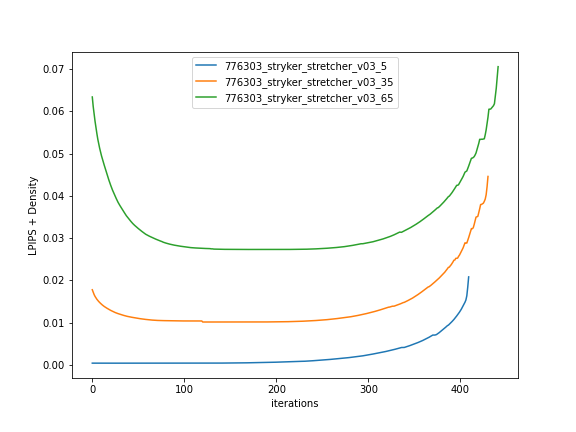 776303_stryker_stretcher_v03_5
776303_stryker_stretcher_v03_35
776303_stryker_stretcher_v03_65
LPIPS + Density
0.07
0.06
0.05
0.04
0.03
0.02
0.01
0.00
0 100 200 300 400
iterations